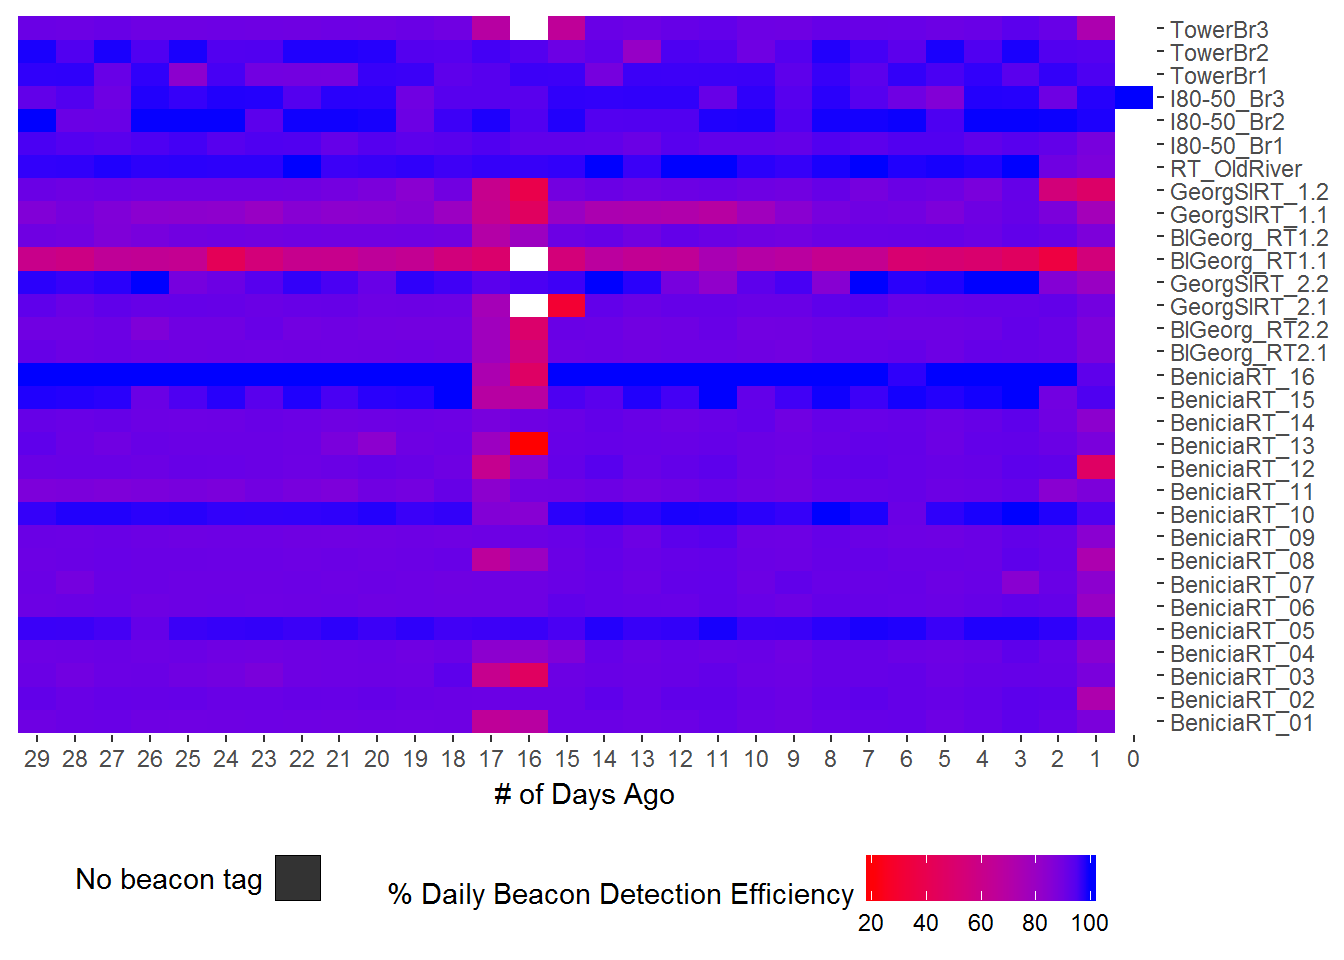 TowerBr3
TowerBr2
TowerBr1
I80-50_Br3
I80-50_Br2
I80-50_Br1
RT_OldRiver
GeorgSlRT_1.2
GeorgSlRT_1.1
BlGeorg_RT1.2
BlGeorg_RT1.1
GeorgSlRT_2.2
GeorgSlRT_2.1
BlGeorg_RT2.2
BlGeorg_RT2.1
BeniciaRT_16
BeniciaRT_15
BeniciaRT_14
BeniciaRT_13
BeniciaRT_12
BeniciaRT_11
BeniciaRT_10
BeniciaRT_09
BeniciaRT_08
BeniciaRT_07
BeniciaRT_06
BeniciaRT_05
BeniciaRT_04
BeniciaRT_03
BeniciaRT_02
BeniciaRT_01
29 28 27 26 25 24 23 22 21 20 19 18 17 16 15 14 13 12 11 10 9 8 7 6 5 4 3 2 1 0
# of Days Ago
No beacon tag
% Daily Beacon Detection Efficiency
20 40 60 80 100